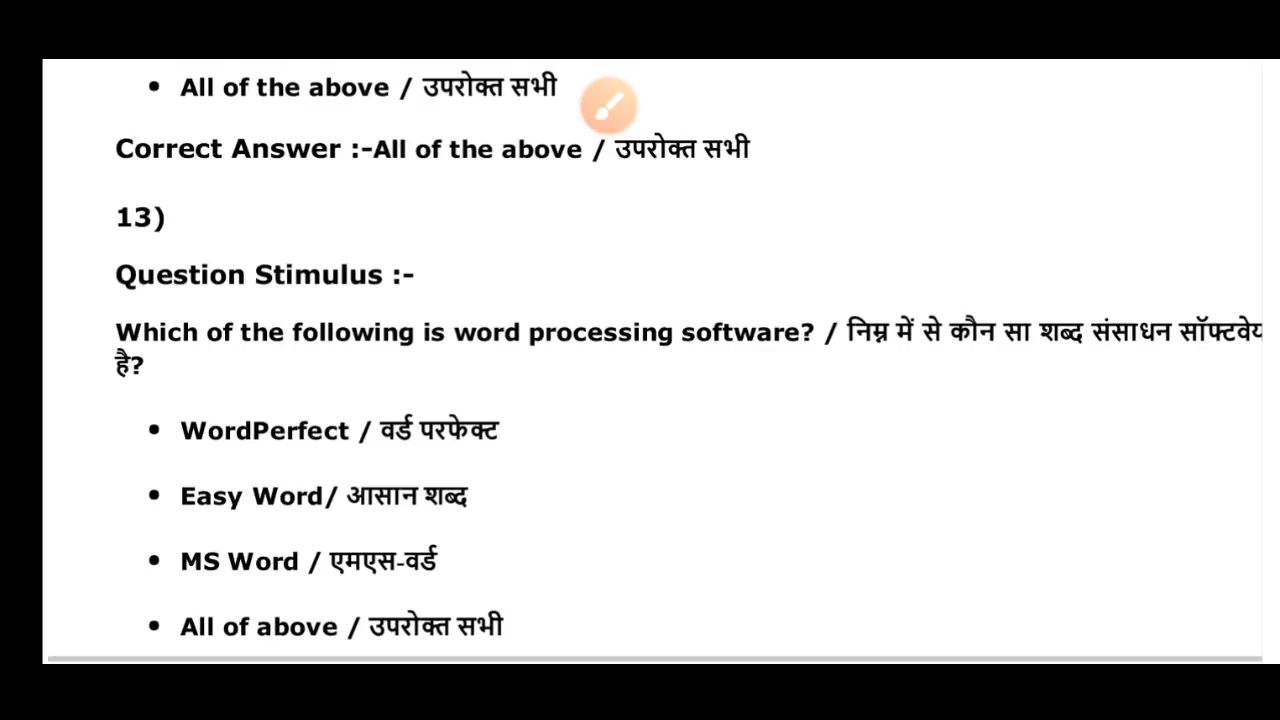 • All of the above / उपरोक्त सभी
Correct Answer :-All of the above / उपरोक्त सभी
13)
Question Stimulus :-
Which of the following is word processing software? / निम्न में से कौन सा शब्द संसाधन
है?
• WordPerfect / वर्ड परफेक्ट
• Easy Word/ आसान शब्द
• MS Word / एमएस-वर्ड
• All of above / उपरोक्त सभी